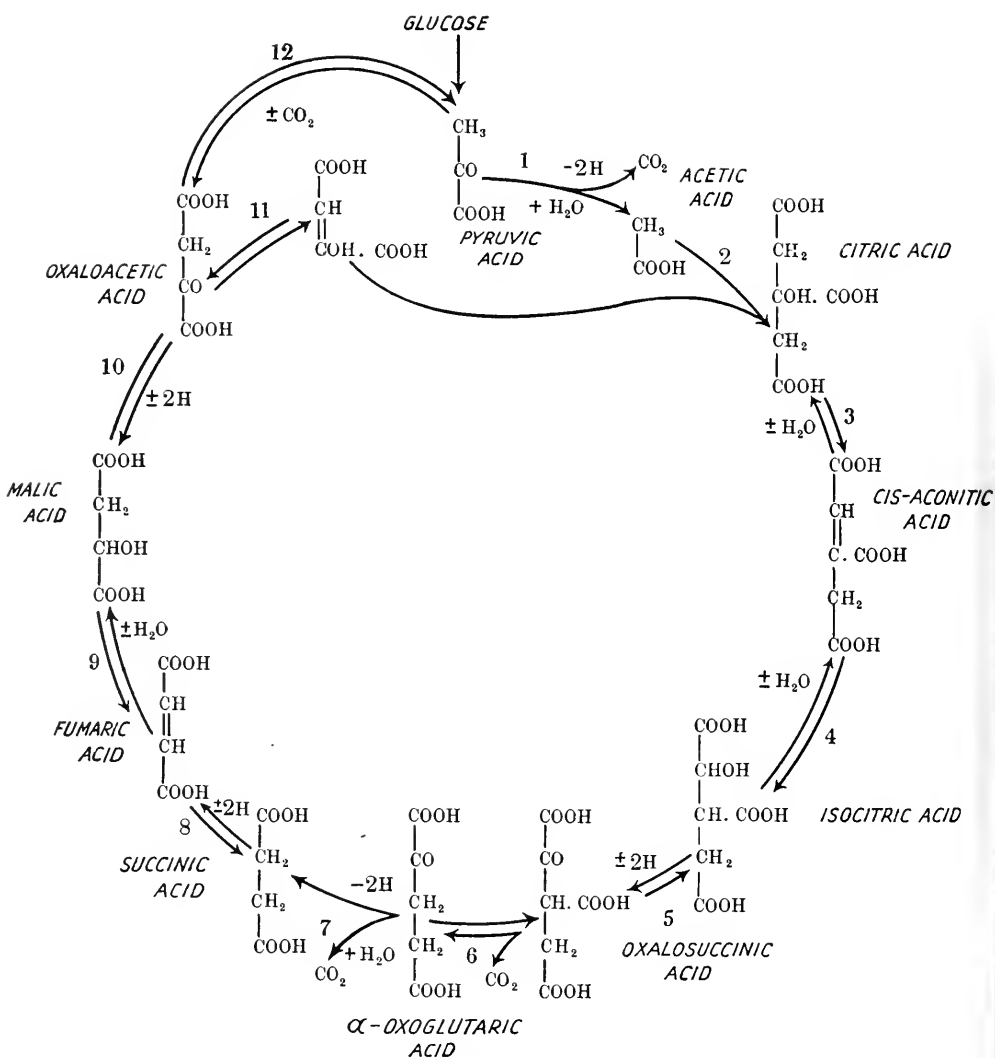 GLUCOSE
12
±CO₂
CH₃
CO
COOH
PYRUVIC
ACID
1
-2H
+ H₂O
CO₂
ACETIC
ACID
CH₃
COOH
2
COOH
CH
COH. COOH
11
COOH
CH₂
CO
COOH
OXALOACETIC
ACID
COOH
CH₂
COH. COOH
CH₂
COOH
CITRIC ACID
3
±H₂O
COOH
CH
C. COOH
CH₂
COOH
CIS-ACONITIC
ACID
10
±2H
COOH
CH₂
CHOH
COOH
MALIC
ACID
±H₂O
9
4
±H₂O
COOH
CHOH
CH. COOH
CH₂
COOH
ISOCITRIC ACID
COOH
CH
CH
COOH
FUMARIC
ACID
8
±2H
COOH
CH₂
CH₂
COOH
SUCCINIC
ACID
-2H
7
+H₂O
CO₂
COOH
CO
CH₂
CH₂
COOH
α-OXOGLUTARIC
ACID
6
CO₂
COOH
CO
CH. COOH
CH₂
COOH
±2H
5
OXALOSUCCINIC
ACID